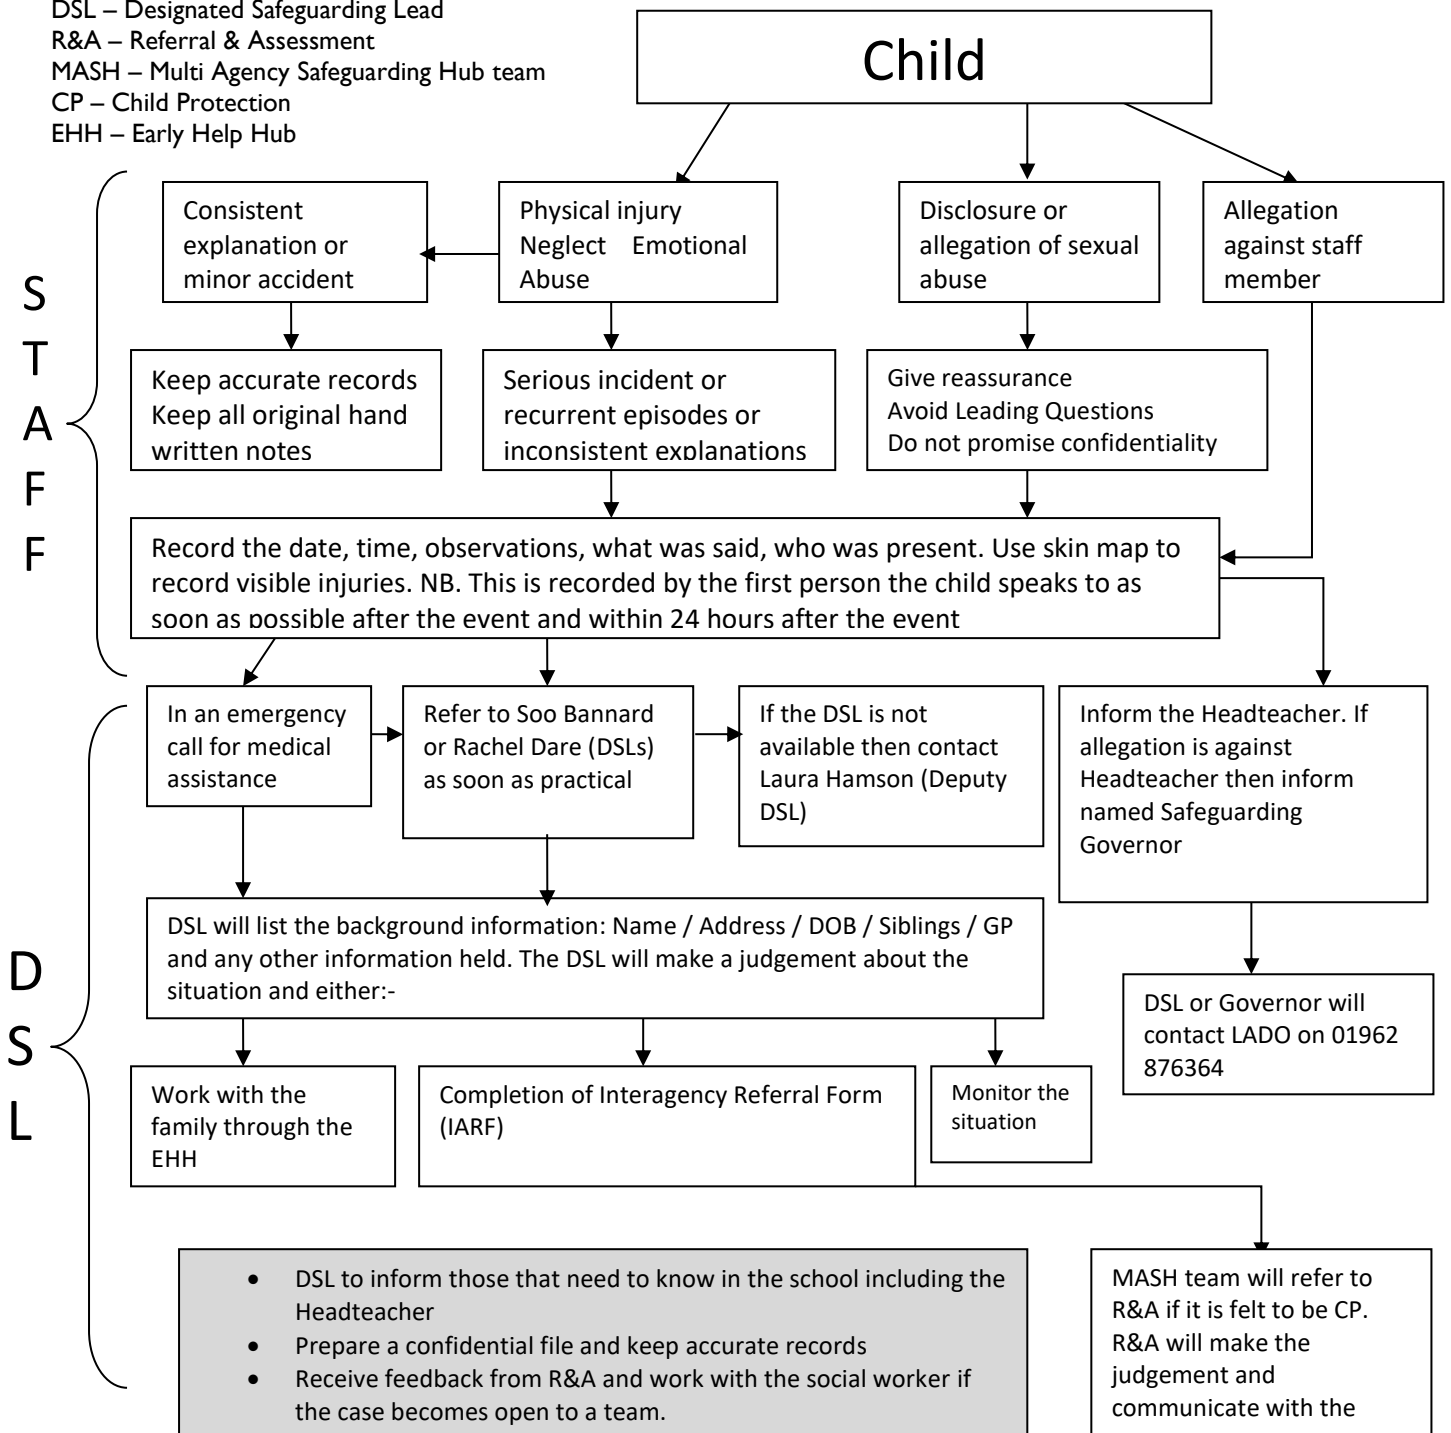 DSL – Designated Safeguarding Lead
R&A – Referral & Assessment
MASH – Multi Agency Safeguarding Hub team
CP – Child Protection
EHH – Early Help Hub
Child
S
T
A
F
F
Consistent
explanation or
minor accident
Physical injury
Neglect Emotional
Abuse
Disclosure or
allegation of sexual
abuse
Allegation
against staff
member
Keep accurate records
Keep all original hand
written notes
Serious incident or
recurrent episodes or
inconsistent explanations
Give reassurance
Avoid Leading Questions
Do not promise confidentiality
Record the date, time, observations, what was said, who was present. Use skin map to
record visible injuries. NB. This is recorded by the first person the child speaks to as
soon as possible after the event and within 24 hours after the event
D
S
L
In an emergency
call for medical
assistance
Refer to Soo Bannard
or Rachel Dare (DSLs)
as soon as practical
If the DSL is not
available then contact
Laura Hamson (Deputy
DSL)
Inform the Headteacher. If
allegation is against
Headteacher then inform
named Safeguarding
Governor
DSL will list the background information: Name / Address / DOB / Siblings / GP
and any other information held. The DSL will make a judgement about the
situation and either:-
DSL or Governor will
contact LADO on 01962
876364
Work with the
family through the
EHH
Completion of Interagency Referral Form
(IARF)
Monitor the
situation
• DSL to inform those that need to know in the school including the
Headteacher
• Prepare a confidential file and keep accurate records
• Receive feedback from R&A and work with the social worker if
the case becomes open to a team.
MASH team will refer to
R&A if it is felt to be CP.
R&A will make the
judgement and
communicate with the